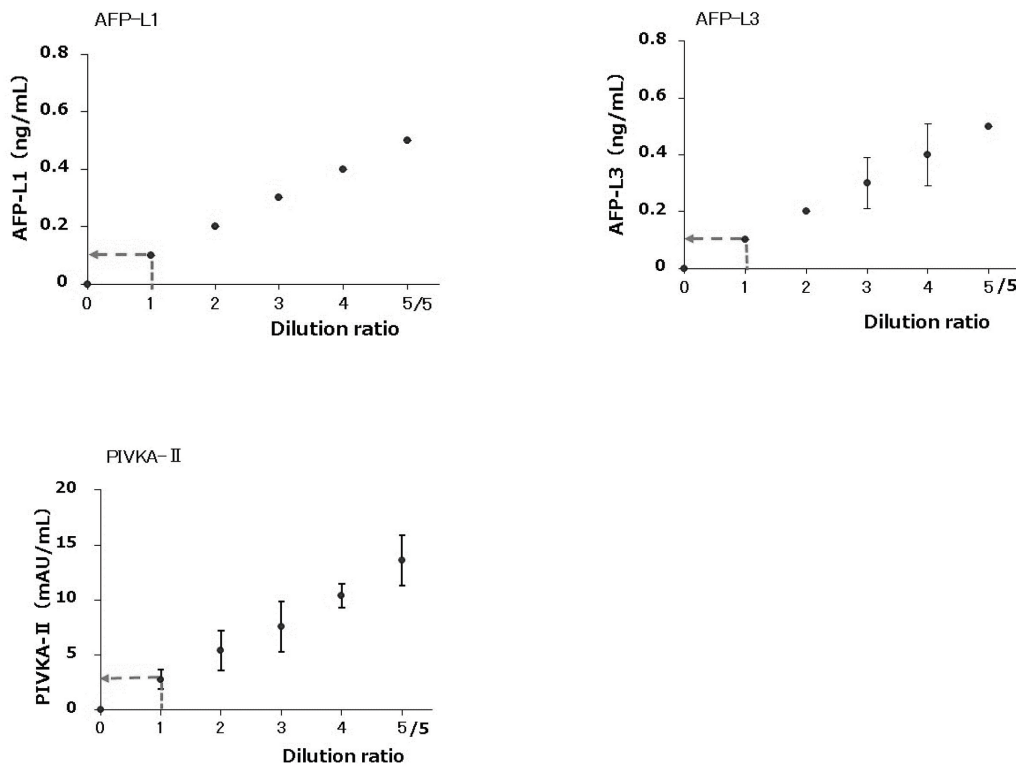 AFP-L1
AFP-L1 (ng/mL)
0.8
0.6
0.4
0.2
0
0 1 2 3 4 5/5
Dilution ratio
AFP-L3
AFP-L3 (ng/mL)
0.8
0.6
0.4
0.2
0
0 1 2 3 4 5/5
Dilution ratio
PIVKA-Ⅱ
PIVKA-Ⅱ (mAU/mL)
20
15
10
5
0
0 1 2 3 4 5/5
Dilution ratio